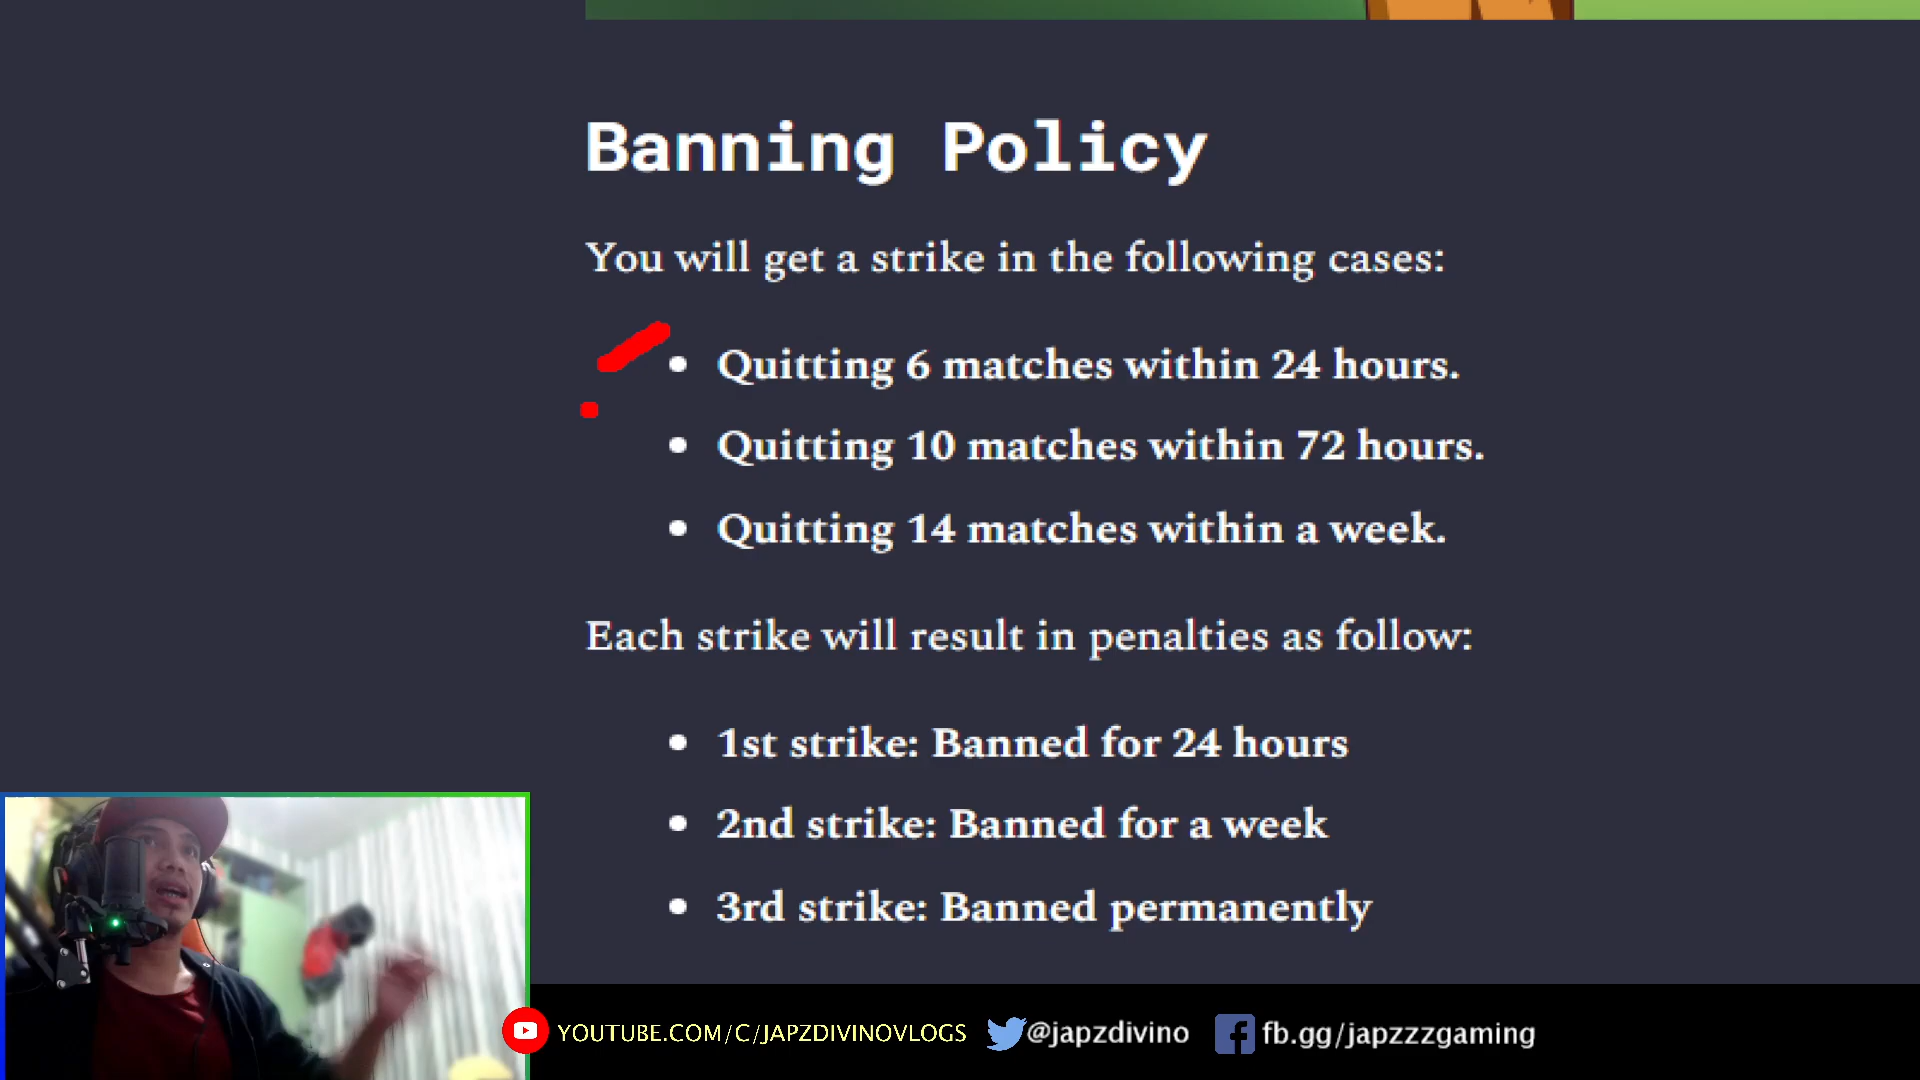 Banning Policy
You will get a strike in the following cases:
Quitting 6 matches within 24 hours.
Quitting 10 matches within 72 hours.
Quitting 14 matches within a week.
Each strike will result in penalties as follow:
1st strike: Banned for 24 hours
2nd strike: Banned for a week
3rd strike: Banned permanently
YOUTUBE.COM/C/JAPZDIVINOVLOGS @japzdivino fb.gg/japzzzgaming